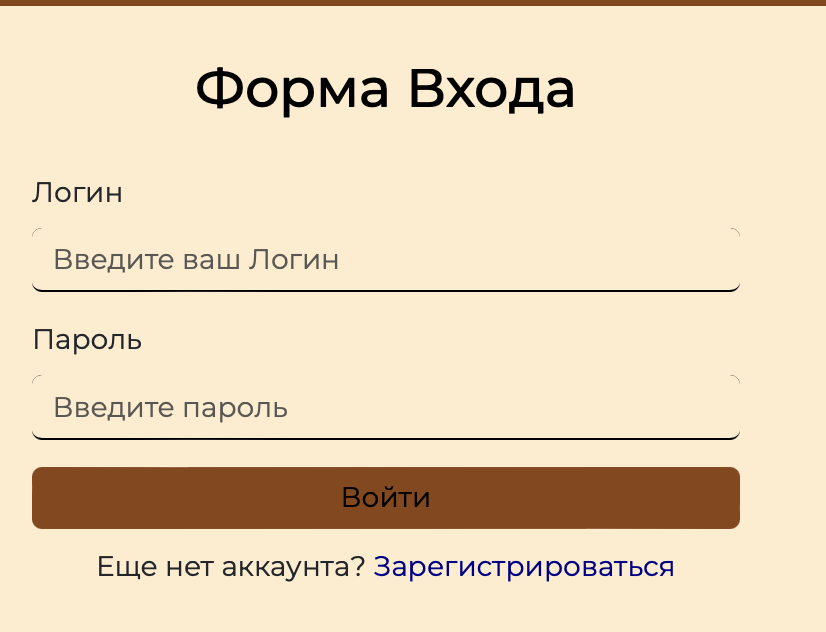 Форма Входа
Логин
Введите ваш Логин
Пароль
Введите пароль
Войти
Еще нет аккаунта? Зарегистрироваться